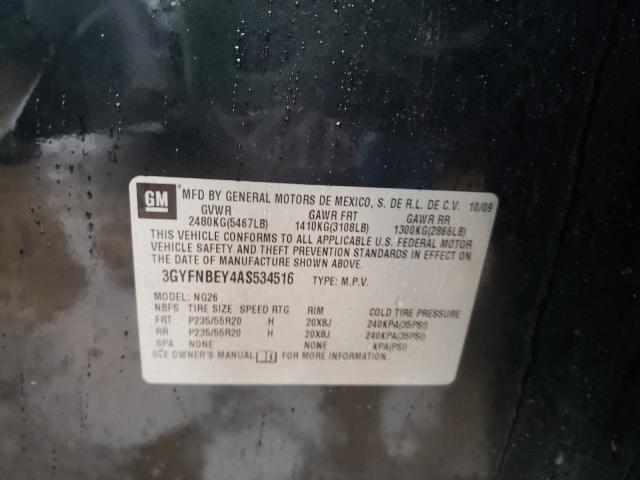 GM MFD BY GENERAL MOTORS DE MEXICO, S. DE R.L. DE C.V. 10/09
GVWR GAWR FRT GAWR RR
2480KG(5467LB) 1410KG(3108LB) 1300KG(2866LB)
THIS VEHICLE CONFORMS TO ALL APPLICABLE U.S. FEDERAL MOTOR
VEHICLE SAFETY AND THEFT PREVENTION STANDARDS IN EFFECT ON
THE DATE OF MANUFACTURE SHOWN ABOVE.
3GYFNBEY4AS534516 TYPE: M.P.V.
MODEL: NG26
NBFS TIRE SIZE SPEED RTG RIM COLD TIRE PRESSURE
FRT P235/55R20 H 20X8J 240KPA(35PSI)
RR P235/55R20 H 20X8J 240KPA(35PSI)
SPA NONE NONE KPA(PSI)
SEE OWNER'S MANUAL FOR MORE INFORMATION.